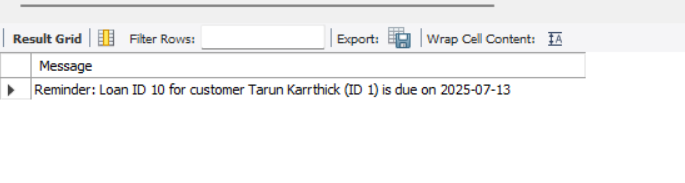 Result Grid Filter Rows: Export: Wrap Cell Content: IA
Message
Reminder: Loan ID 10 for customer Tarun Karrthick (ID 1) is due on 2025-07-13